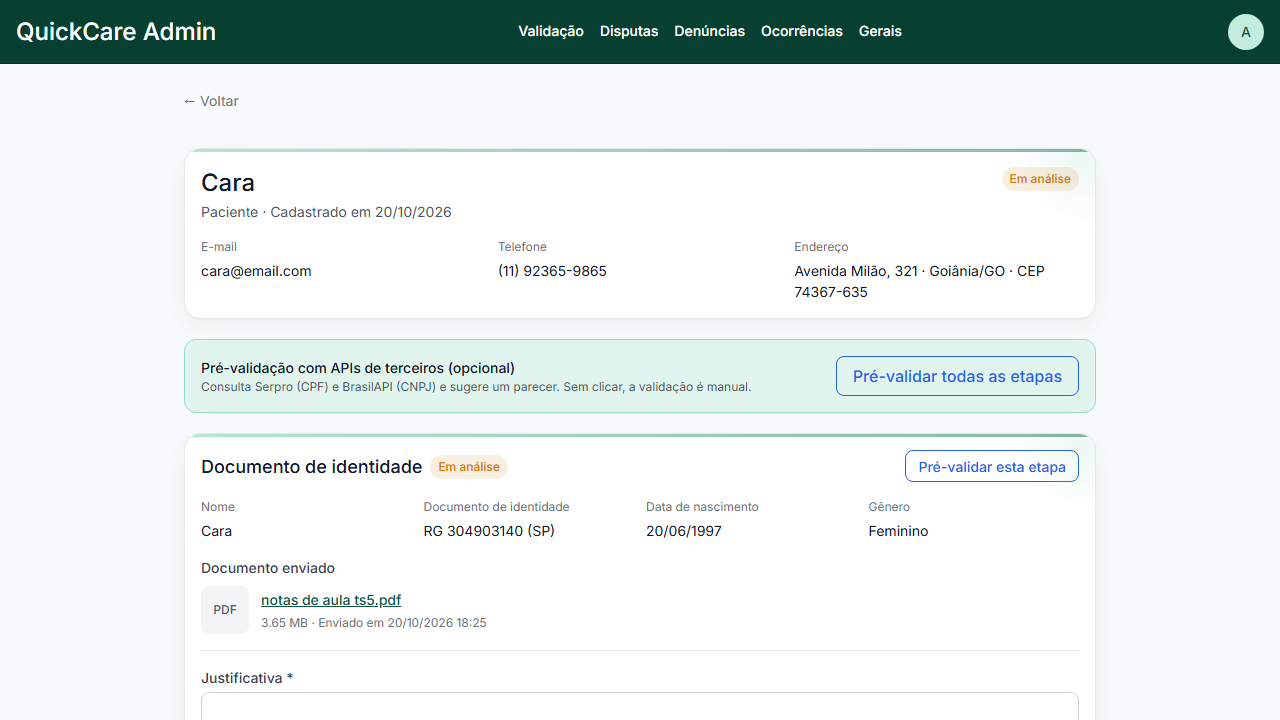 QuickCare Admin
Validação Disputas Denúncias Ocorrências Gerais
A
← Voltar
Cara
Em análise
Paciente · Cadastrado em 20/10/2026
E-mail
cara@email.com
Telefone
(11) 92365-9865
Endereço
Avenida Milão, 321 · Goiânia/GO · CEP
74367-635
Pré-validação com APIs de terceiros (opcional)
Consulta Serpro (CPF) e BrasilAPI (CNPJ) e sugere um parecer. Sem clicar, a validação é manual.
Pré-validar todas as etapas
Documento de identidade
Em análise
Pré-validar esta etapa
Nome
Cara
Documento de identidade
RG 304903140 (SP)
Data de nascimento
20/06/1997
Gênero
Feminino
Documento enviado
PDF
notas de aula ts5.pdf
3.65 MB · Enviado em 20/10/2026 18:25
Justificativa *